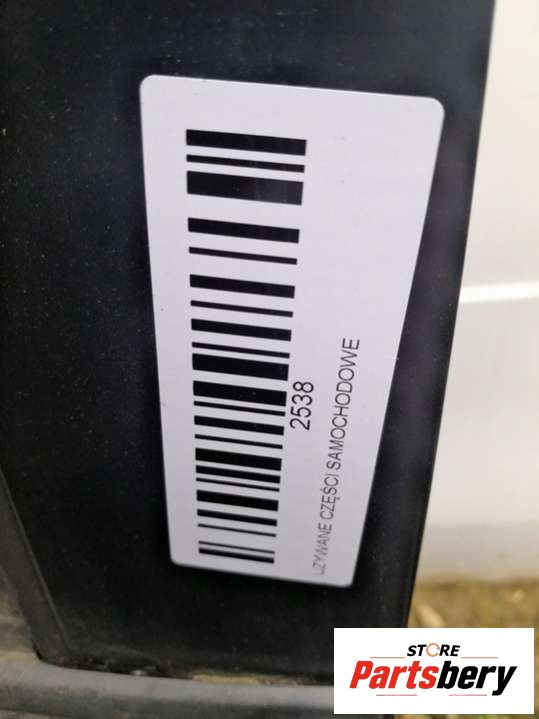 2538
UŻYWANE CZĘŚCI SAMOCHODOWE
STORE
Partsbery